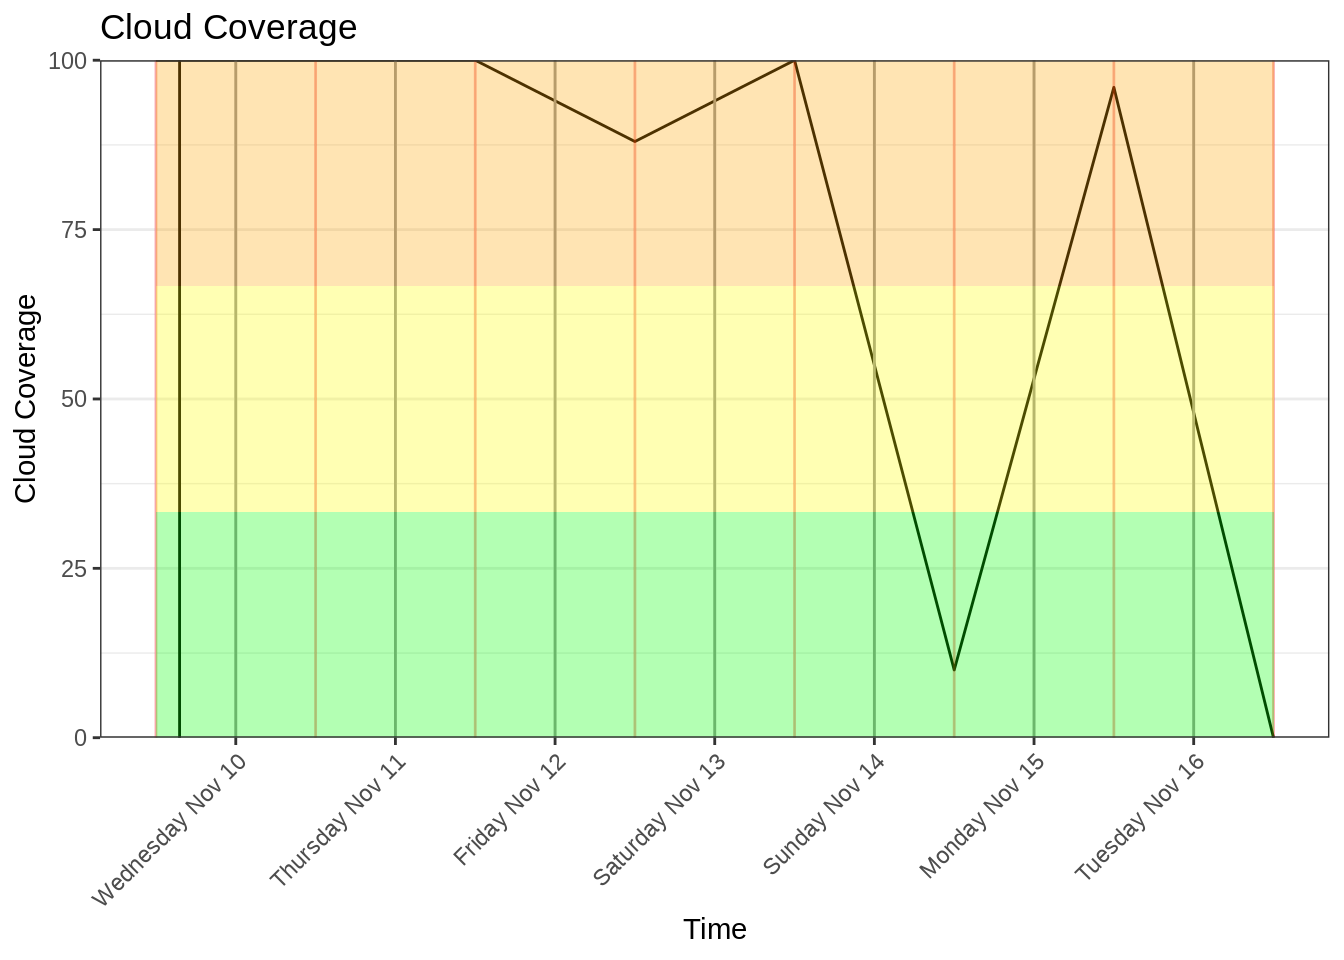 Cloud Coverage
100
75
50
25
0
Cloud Coverage
Wednesday Nov 10
Thursday Nov 11
Friday Nov 12
Saturday Nov 13
Sunday Nov 14
Monday Nov 15
Tuesday Nov 16
Time